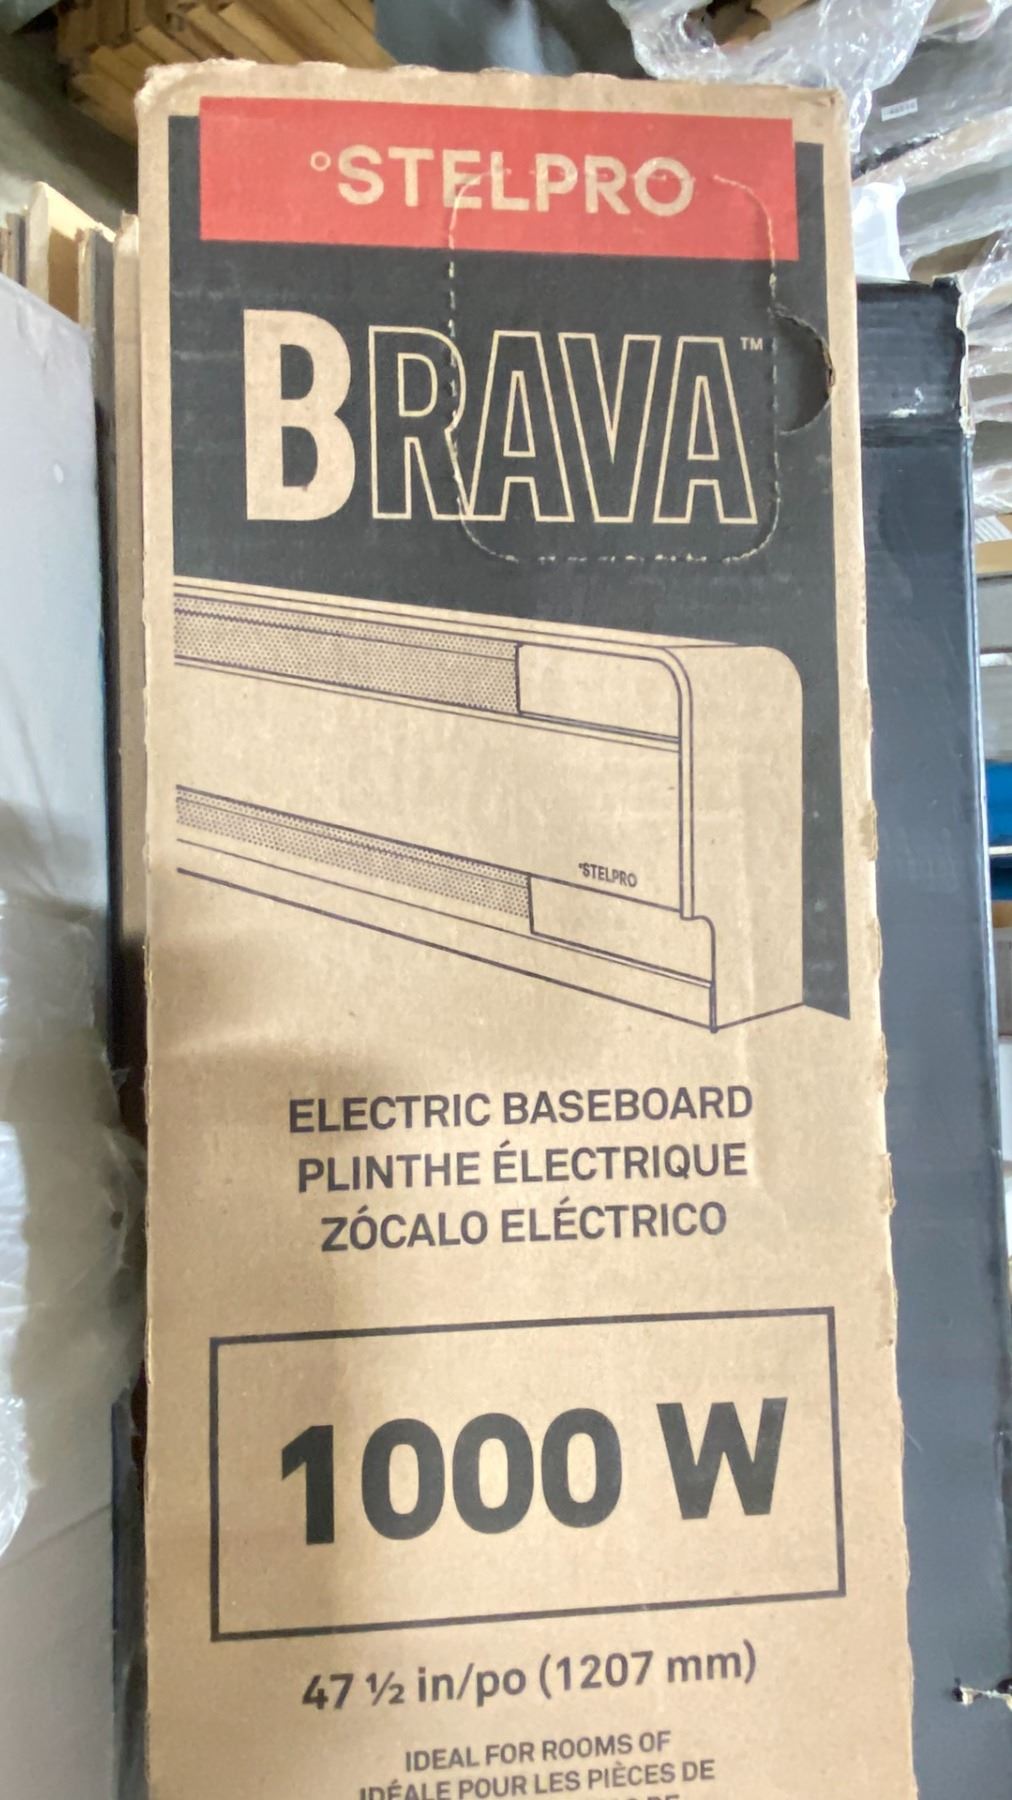 °STELPRO
BRAVA™
°STELPRO
ELECTRIC BASEBOARD
PLINTHE ÉLECTRIQUE
ZÓCALO ELÉCTRICO
1000 W
47 ½ in/po (1207 mm)
IDEAL FOR ROOMS OF
IDÉALE POUR LES PIÈCES DE